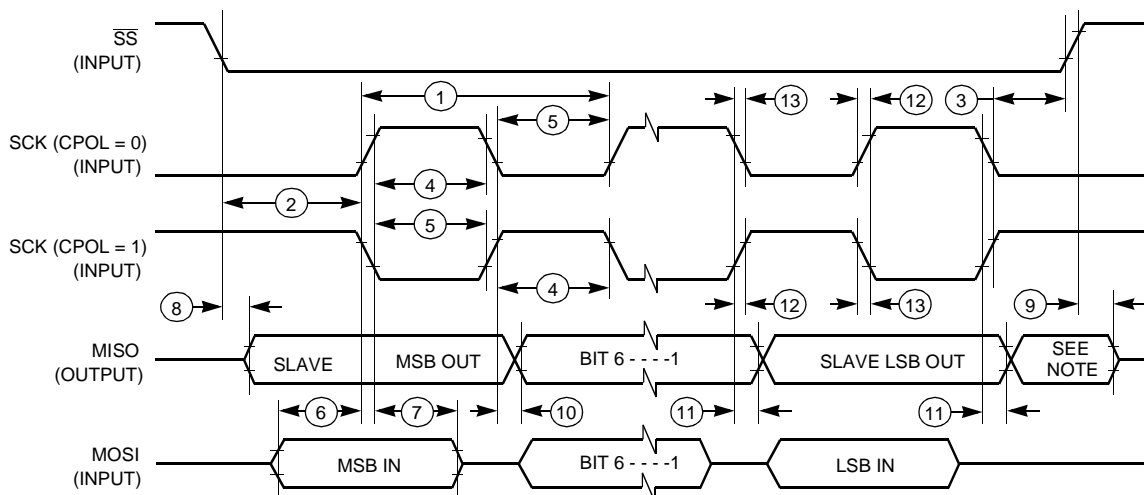 SS
(INPUT)
1
13
12
3
5
SCK (CPOL = 0)
(INPUT)
4
2
5
SCK (CPOL = 1)
(INPUT)
4
8
12
13
9
MISO
(OUTPUT)
SLAVE
MSB OUT
BIT 6 - - - -1
SLAVE LSB OUT
SEE
NOTE
6
7
10
11
11
MOSI
(INPUT)
MSB IN
BIT 6 - - - -1
LSB IN